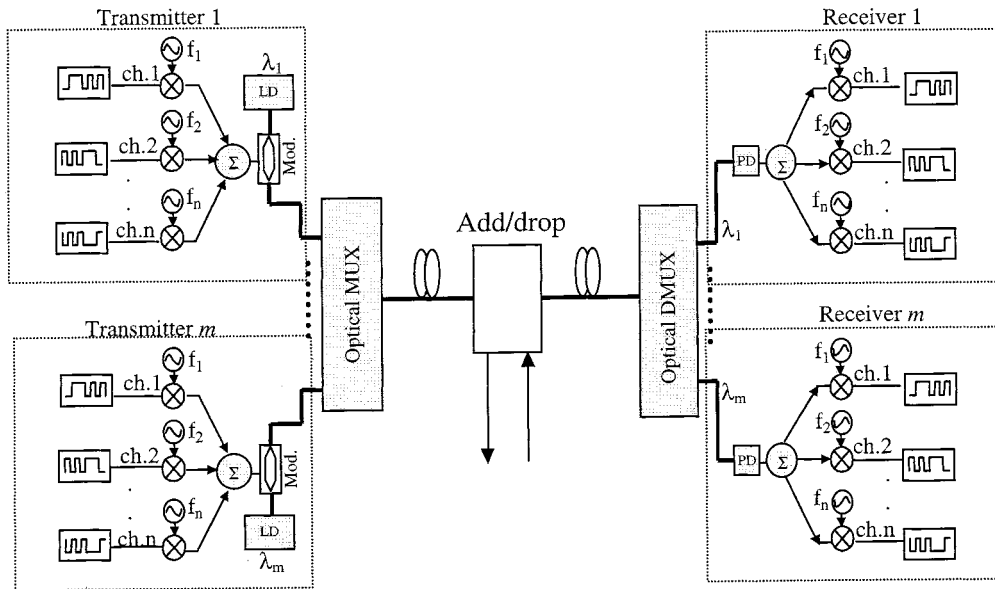 Transmitter 1
f1
ch.1
f2
ch.2
fn
ch.n
Σ
λ1
LD
Mod.
Transmitter m
f1
ch.1
f2
ch.2
fn
ch.n
Σ
Mod.
LD
λm
Optical MUX
Add/drop
Optical DMUX
Receiver 1
λ1
PD
Σ
f1
ch.1
f2
ch.2
fn
ch.n
Receiver m
λm
PD
Σ
f1
ch.1
f2
ch.2
fn
ch.n